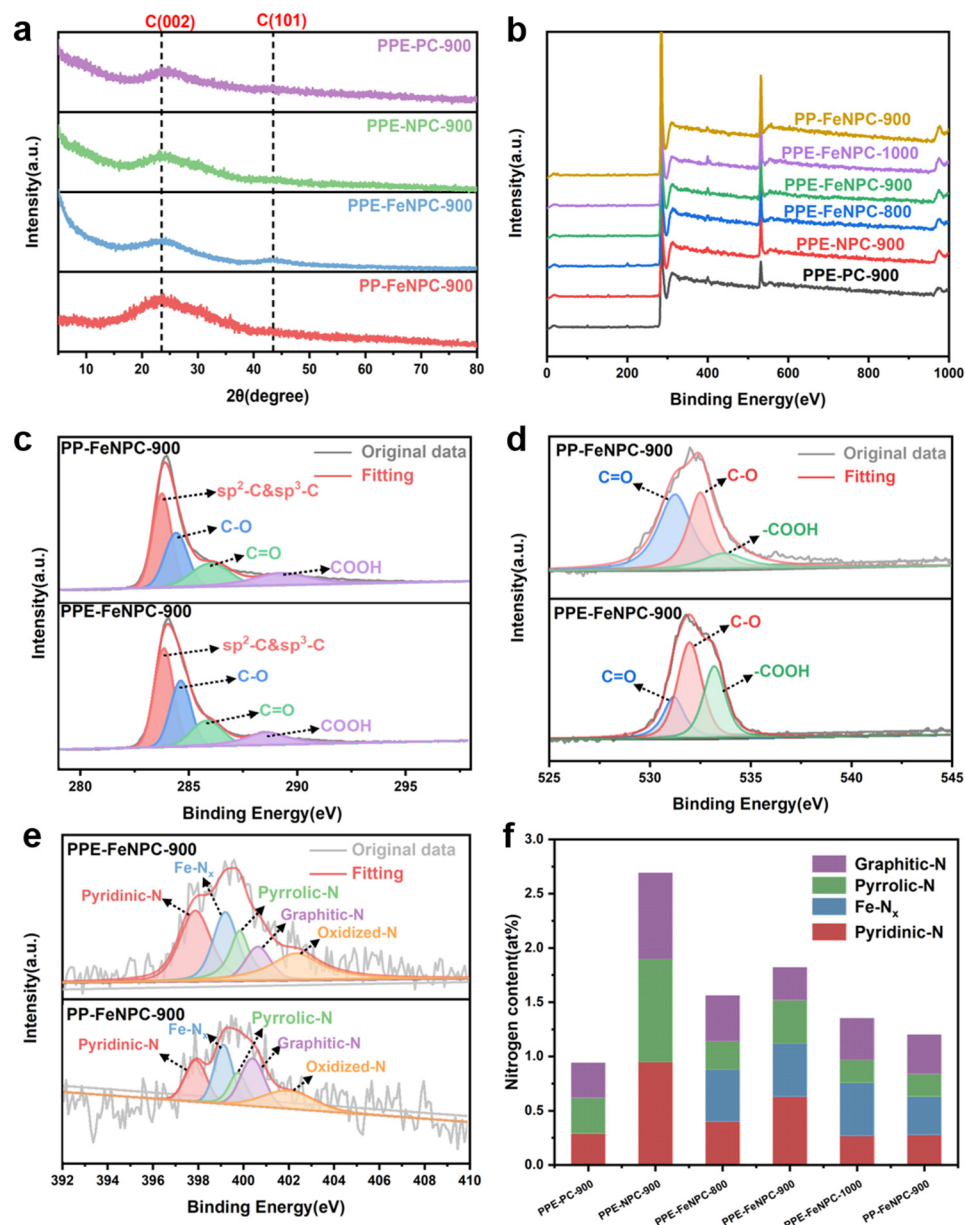 a
C(002)
C(101)
PPE-PC-900
PPE-NPC-900
PPE-FeNPC-900
PP-FeNPC-900
Intensity(a.u.)
10 20 30 40 50 60 70 80
2θ(degree)
b
PP-FeNPC-900
PPE-FeNPC-1000
PPE-FeNPC-900
PPE-FeNPC-800
PPE-NPC-900
PPE-PC-900
Intensity(a.u.)
0 200 400 600 800 1000
Binding Energy(eV)
c
PP-FeNPC-900
Original data
Fitting
sp²-C&sp³-C
C-O
C=O
COOH
PPE-FeNPC-900
sp²-C&sp³-C
C-O
C=O
COOH
Intensity(a.u.)
280 285 290 295
Binding Energy(eV)
d
PP-FeNPC-900
Original data
Fitting
C=O
C-O
-COOH
PPE-FeNPC-900
C-O
C=O
-COOH
Intensity(a.u.)
525 530 535 540 545
Binding Energy(eV)
e
PPE-FeNPC-900
Original data
Fitting
Fe-Nₓ
Pyridinic-N
Pyrrolic-N
Graphitic-N
Oxidized-N
PP-FeNPC-900
Fe-Nₓ
Pyrrolic-N
Pyridinic-N
Graphitic-N
Oxidized-N
Intensity(a.u.)
392 394 396 398 400 402 404 406 408 410
Binding Energy(eV)
f
3.0
2.5
2.0
1.5
1.0
0.5
0.0
Nitrogen content(at%)
Graphitic-N
Pyrrolic-N
Fe-Nₓ
Pyridinic-N
PPE-PC-900
PPE-NPC-900
PPE-FeNPC-800
PPE-FeNPC-900
PPE-FeNPC-1000
PP-FeNPC-900